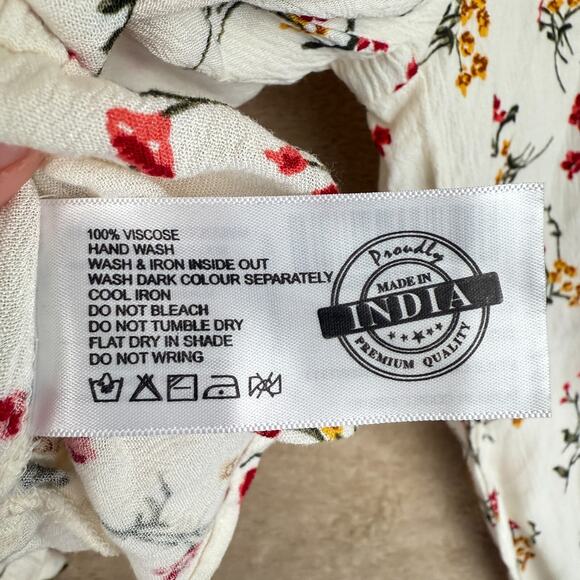 100% VISCOSE
HAND WASH
WASH & IRON INSIDE OUT
WASH DARK COLOUR SEPARATELY
COOL IRON
DO NOT BLEACH
DO NOT TUMBLE DRY
FLAT DRY IN SHADE
DO NOT WRING
Proudly
MADE IN
INDIA
PREMIUM QUALITY